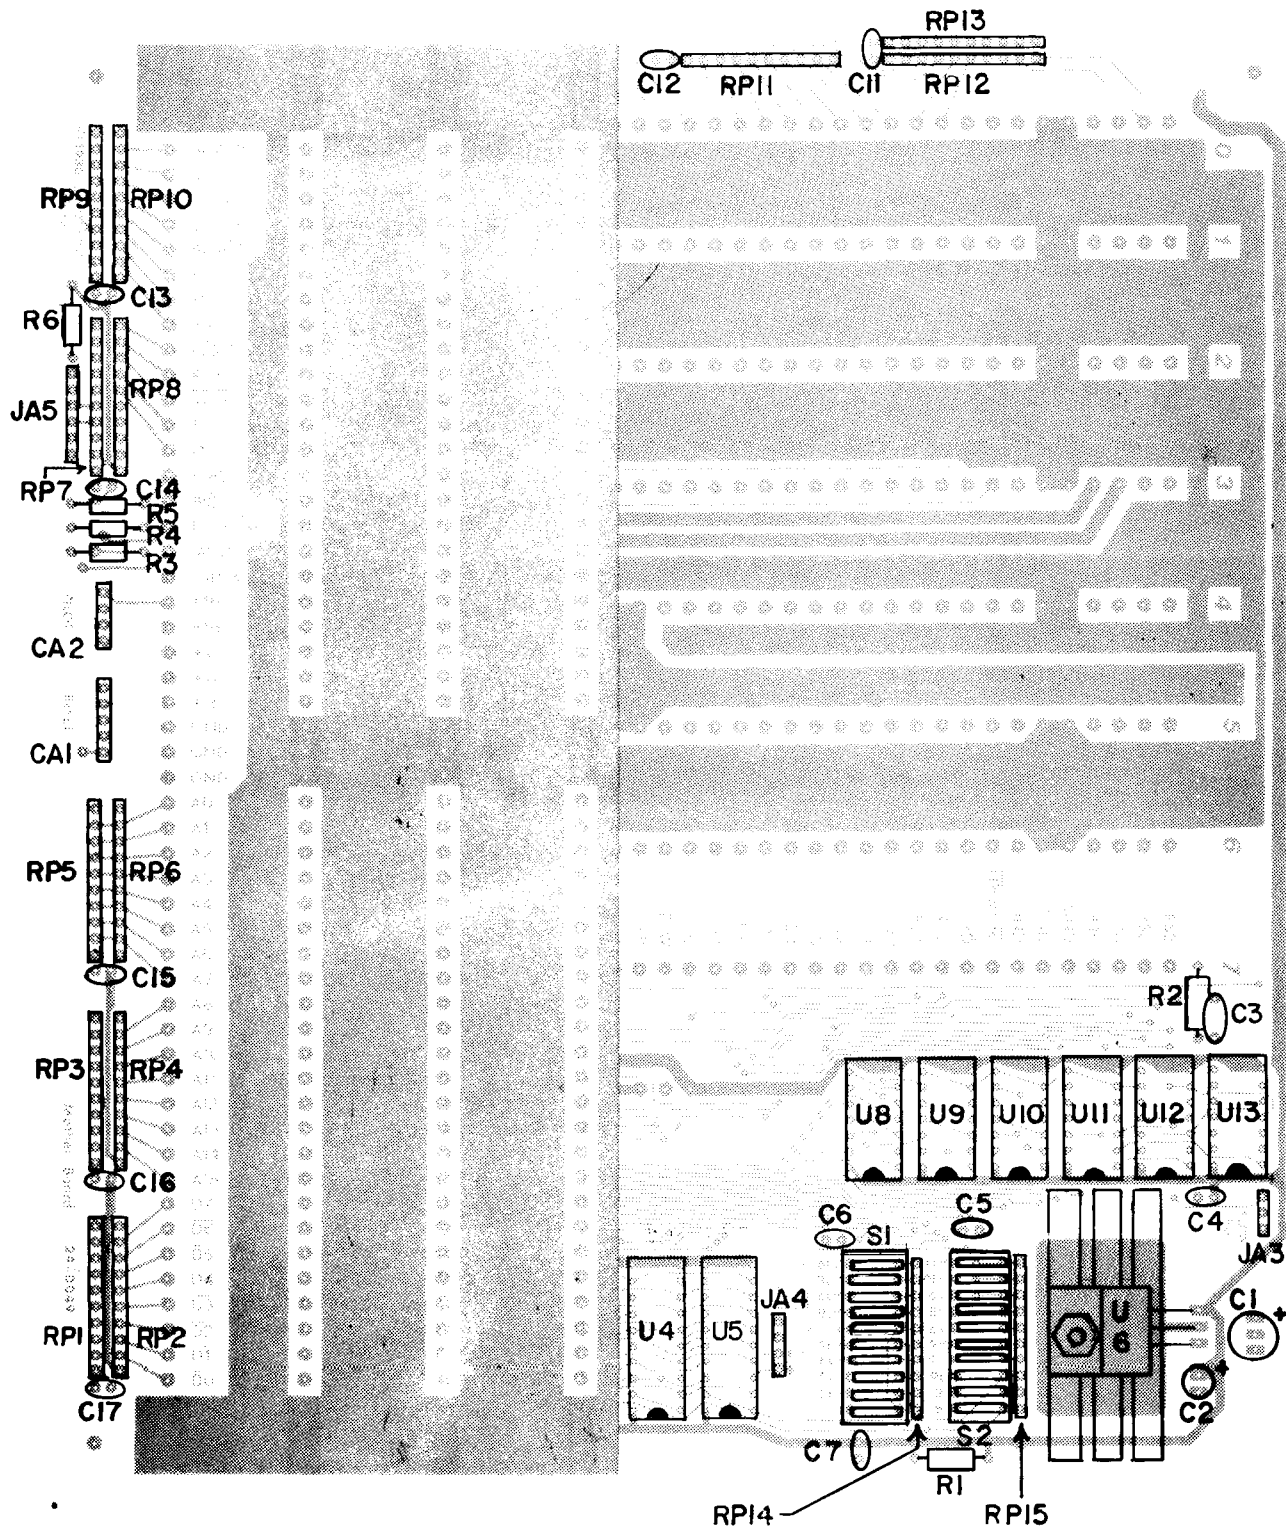 RP13
C12 RP11 C11 RP12
0
RP9 RP10
1
C13
R6
2
RP8
JA5
RP7 C14
3
R5
R4
R3
4
CA2
5
CA1
6
RP5 RP6
C15
7
R2 C3
RP3 RP4
U8 U9 U10 U11 U12 U13
C16
C6 S1 C5 C4
JA3
RP1 RP2
U4 U5 JA4 U6 C1 +
+
C2
C17
C7 S2
R1
RP14 RP15